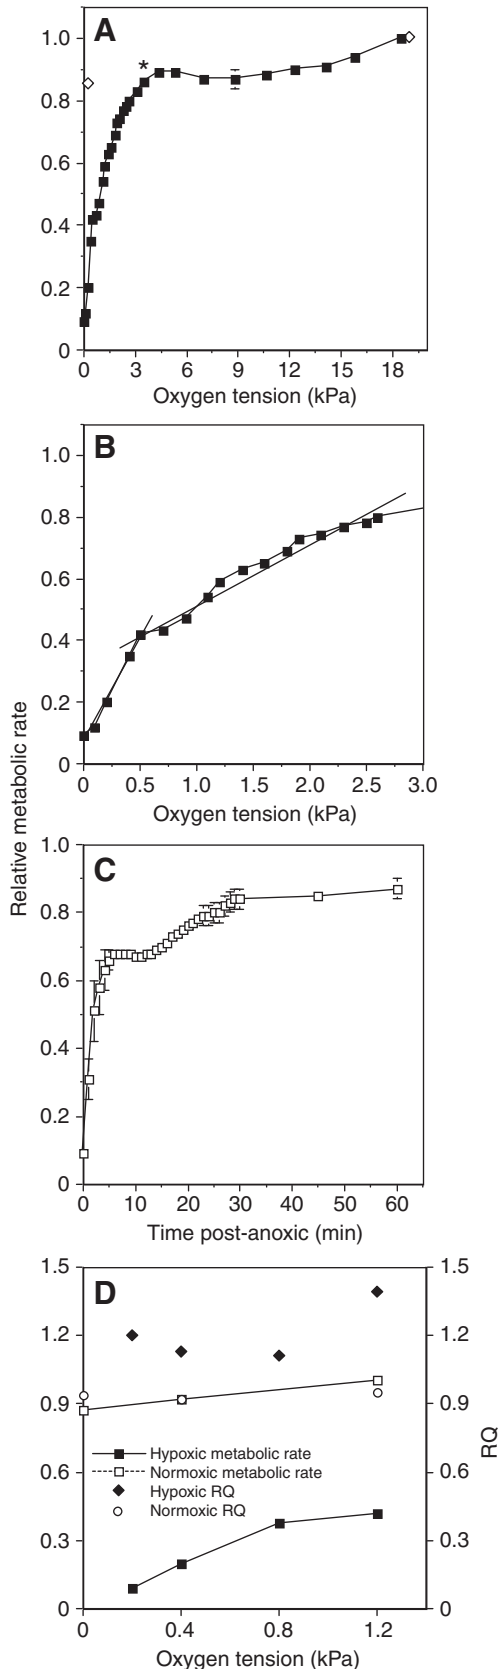 Relative metabolic rate
A
*
1.0
0.8
0.6
0.4
0.2
0
0 3 6 9 12 15 18
Oxygen tension (kPa)
B
1.0
0.8
0.6
0.4
0.2
0
0 0.5 1.0 1.5 2.0 2.5 3.0
Oxygen tension (kPa)
C
1.0
0.8
0.6
0.4
0.2
0
0 10 20 30 40 50 60
Time post-anoxic (min)
D
1.5 1.5
1.2 1.2
0.9 0.9
0.6 0.6
0.3 0.3
0 0
RQ
Hypoxic metabolic rate
Normoxic metabolic rate
Hypoxic RQ
Normoxic RQ
0 0.4 0.8 1.2
Oxygen tension (kPa)